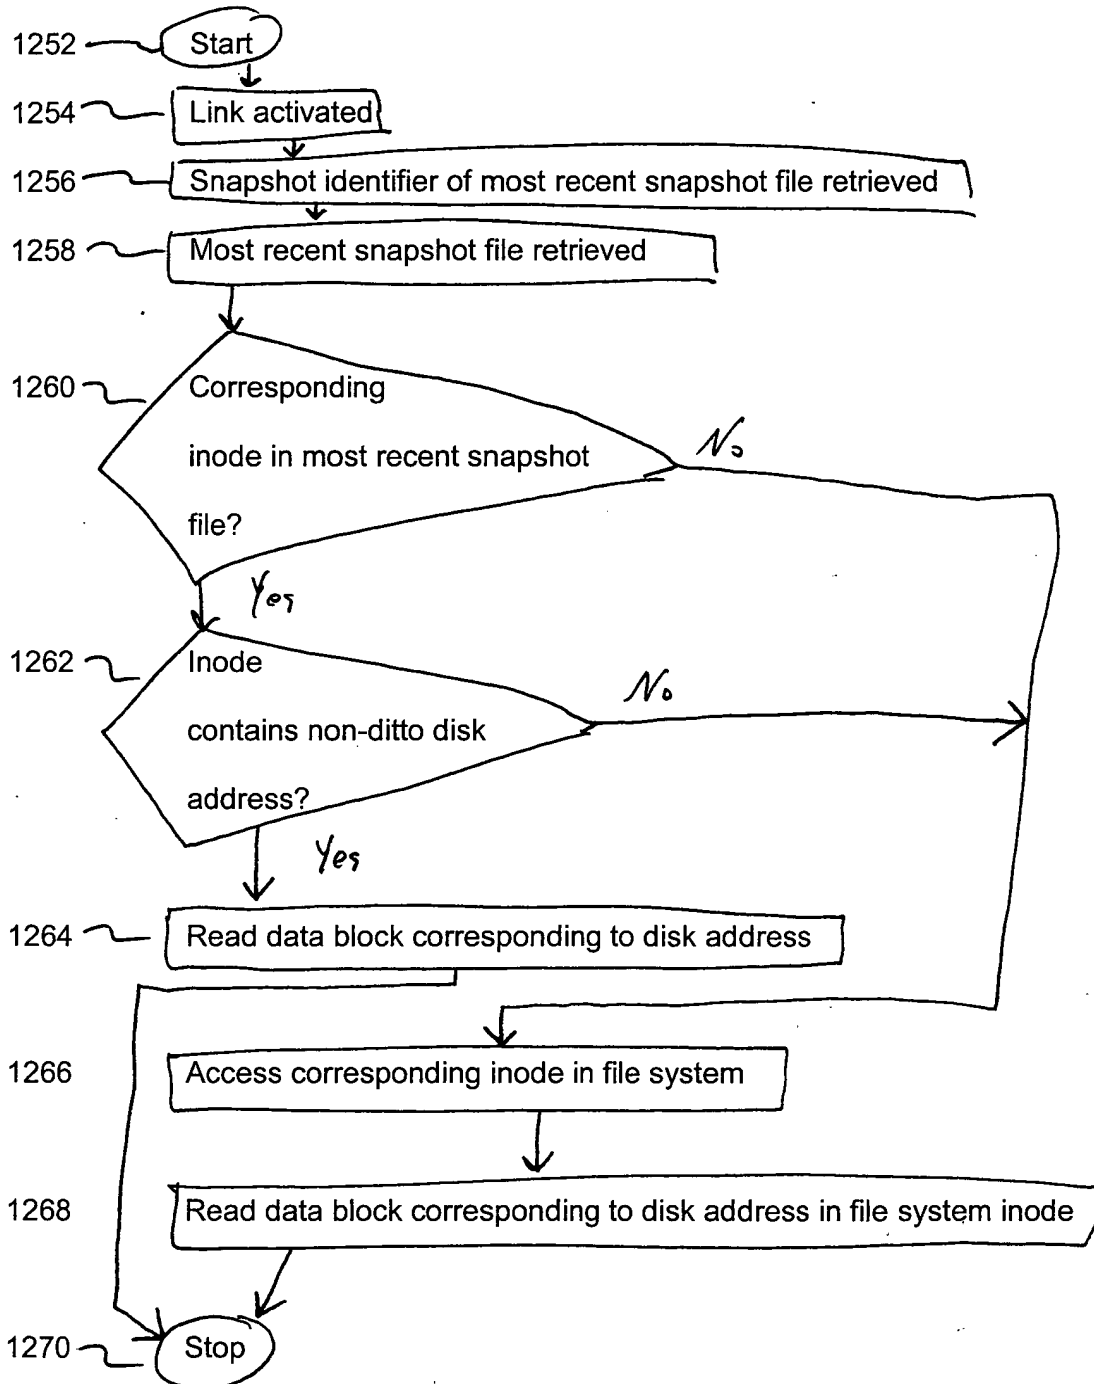 1252 Start
1254 Link activated
1256 Snapshot identifier of most recent snapshot file retrieved
1258 Most recent snapshot file retrieved
1260 Corresponding
No
inode in most recent snapshot
file?
Yes
1262 Inode
No
contains non-ditto disk
address?
Yes
1264 Read data block corresponding to disk address
1266 Access corresponding inode in file system
1268 Read data block corresponding to disk address in file system inode
1270 Stop